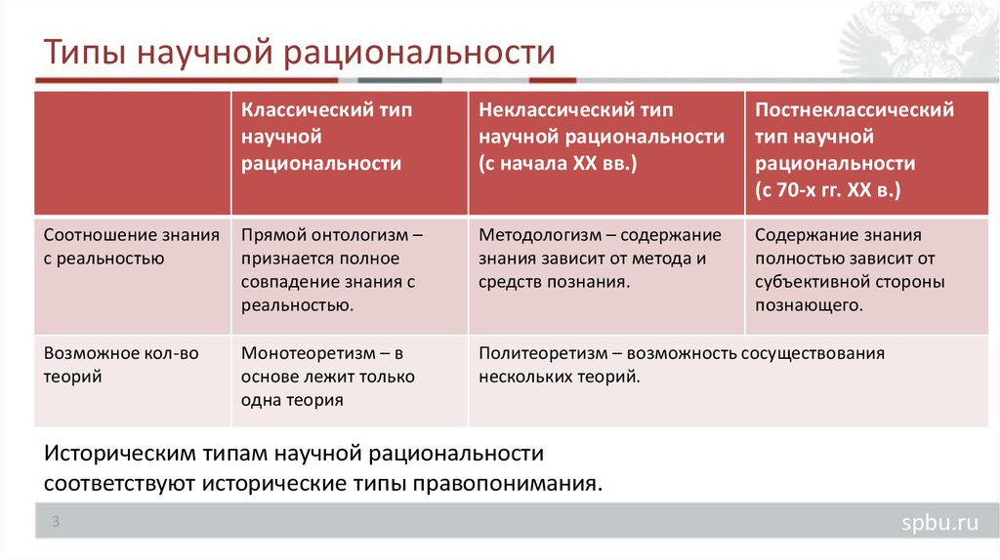 Типы научной рациональности
Классический тип
научной
рациональности
Неклассический тип
научной рациональности
(с начала XX вв.)
Постнеклассический
тип научной
рациональности
(с 70-х гг. XX в.)
Соотношение знания
с реальностью
Прямой онтологизм –
признается полное
совпадение знания с
реальностью.
Методологизм – содержание
знания зависит от метода и
средств познания.
Содержание знания
полностью зависит от
субъективной стороны
познающего.
Возможное кол-во
теорий
Монотеоретизм – в
основе лежит только
одна теория
Политеоретизм – возможность сосуществования
нескольких теорий.
Историческим типам научной рациональности
соответствуют исторические типы правопонимания.
3
spbu.ru